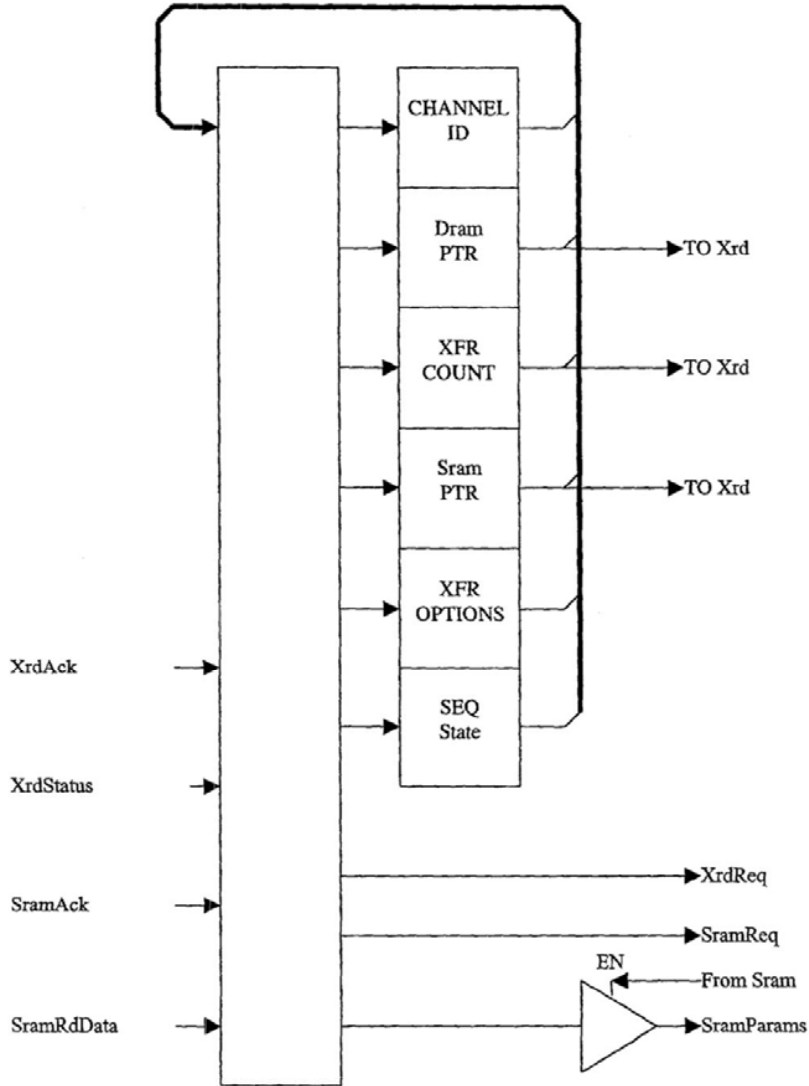 CHANNEL
ID
Dram
PTR
TO Xrd
XFR
COUNT
TO Xrd
Sram
PTR
TO Xrd
XFR
OPTIONS
XrdAck
SEQ
State
XrdStatus
XrdReq
SramAck
SramReq
EN
From Sram
SramRdData
SramParams